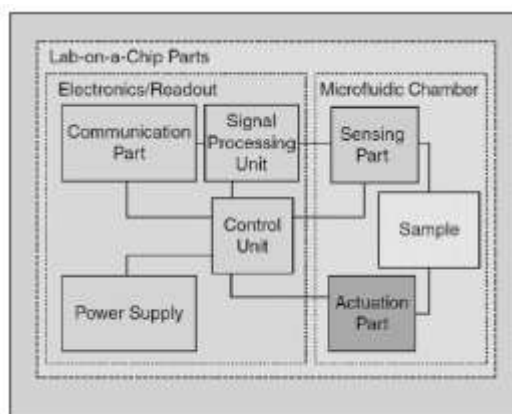 Lab-on-a-Chip Parts
Electronics/Readout
Microfluidic Chamber
Communication
Part
Signal
Processing
Unit
Sensing
Part
Control
Unit
Sample
Power Supply
Actuation
Part